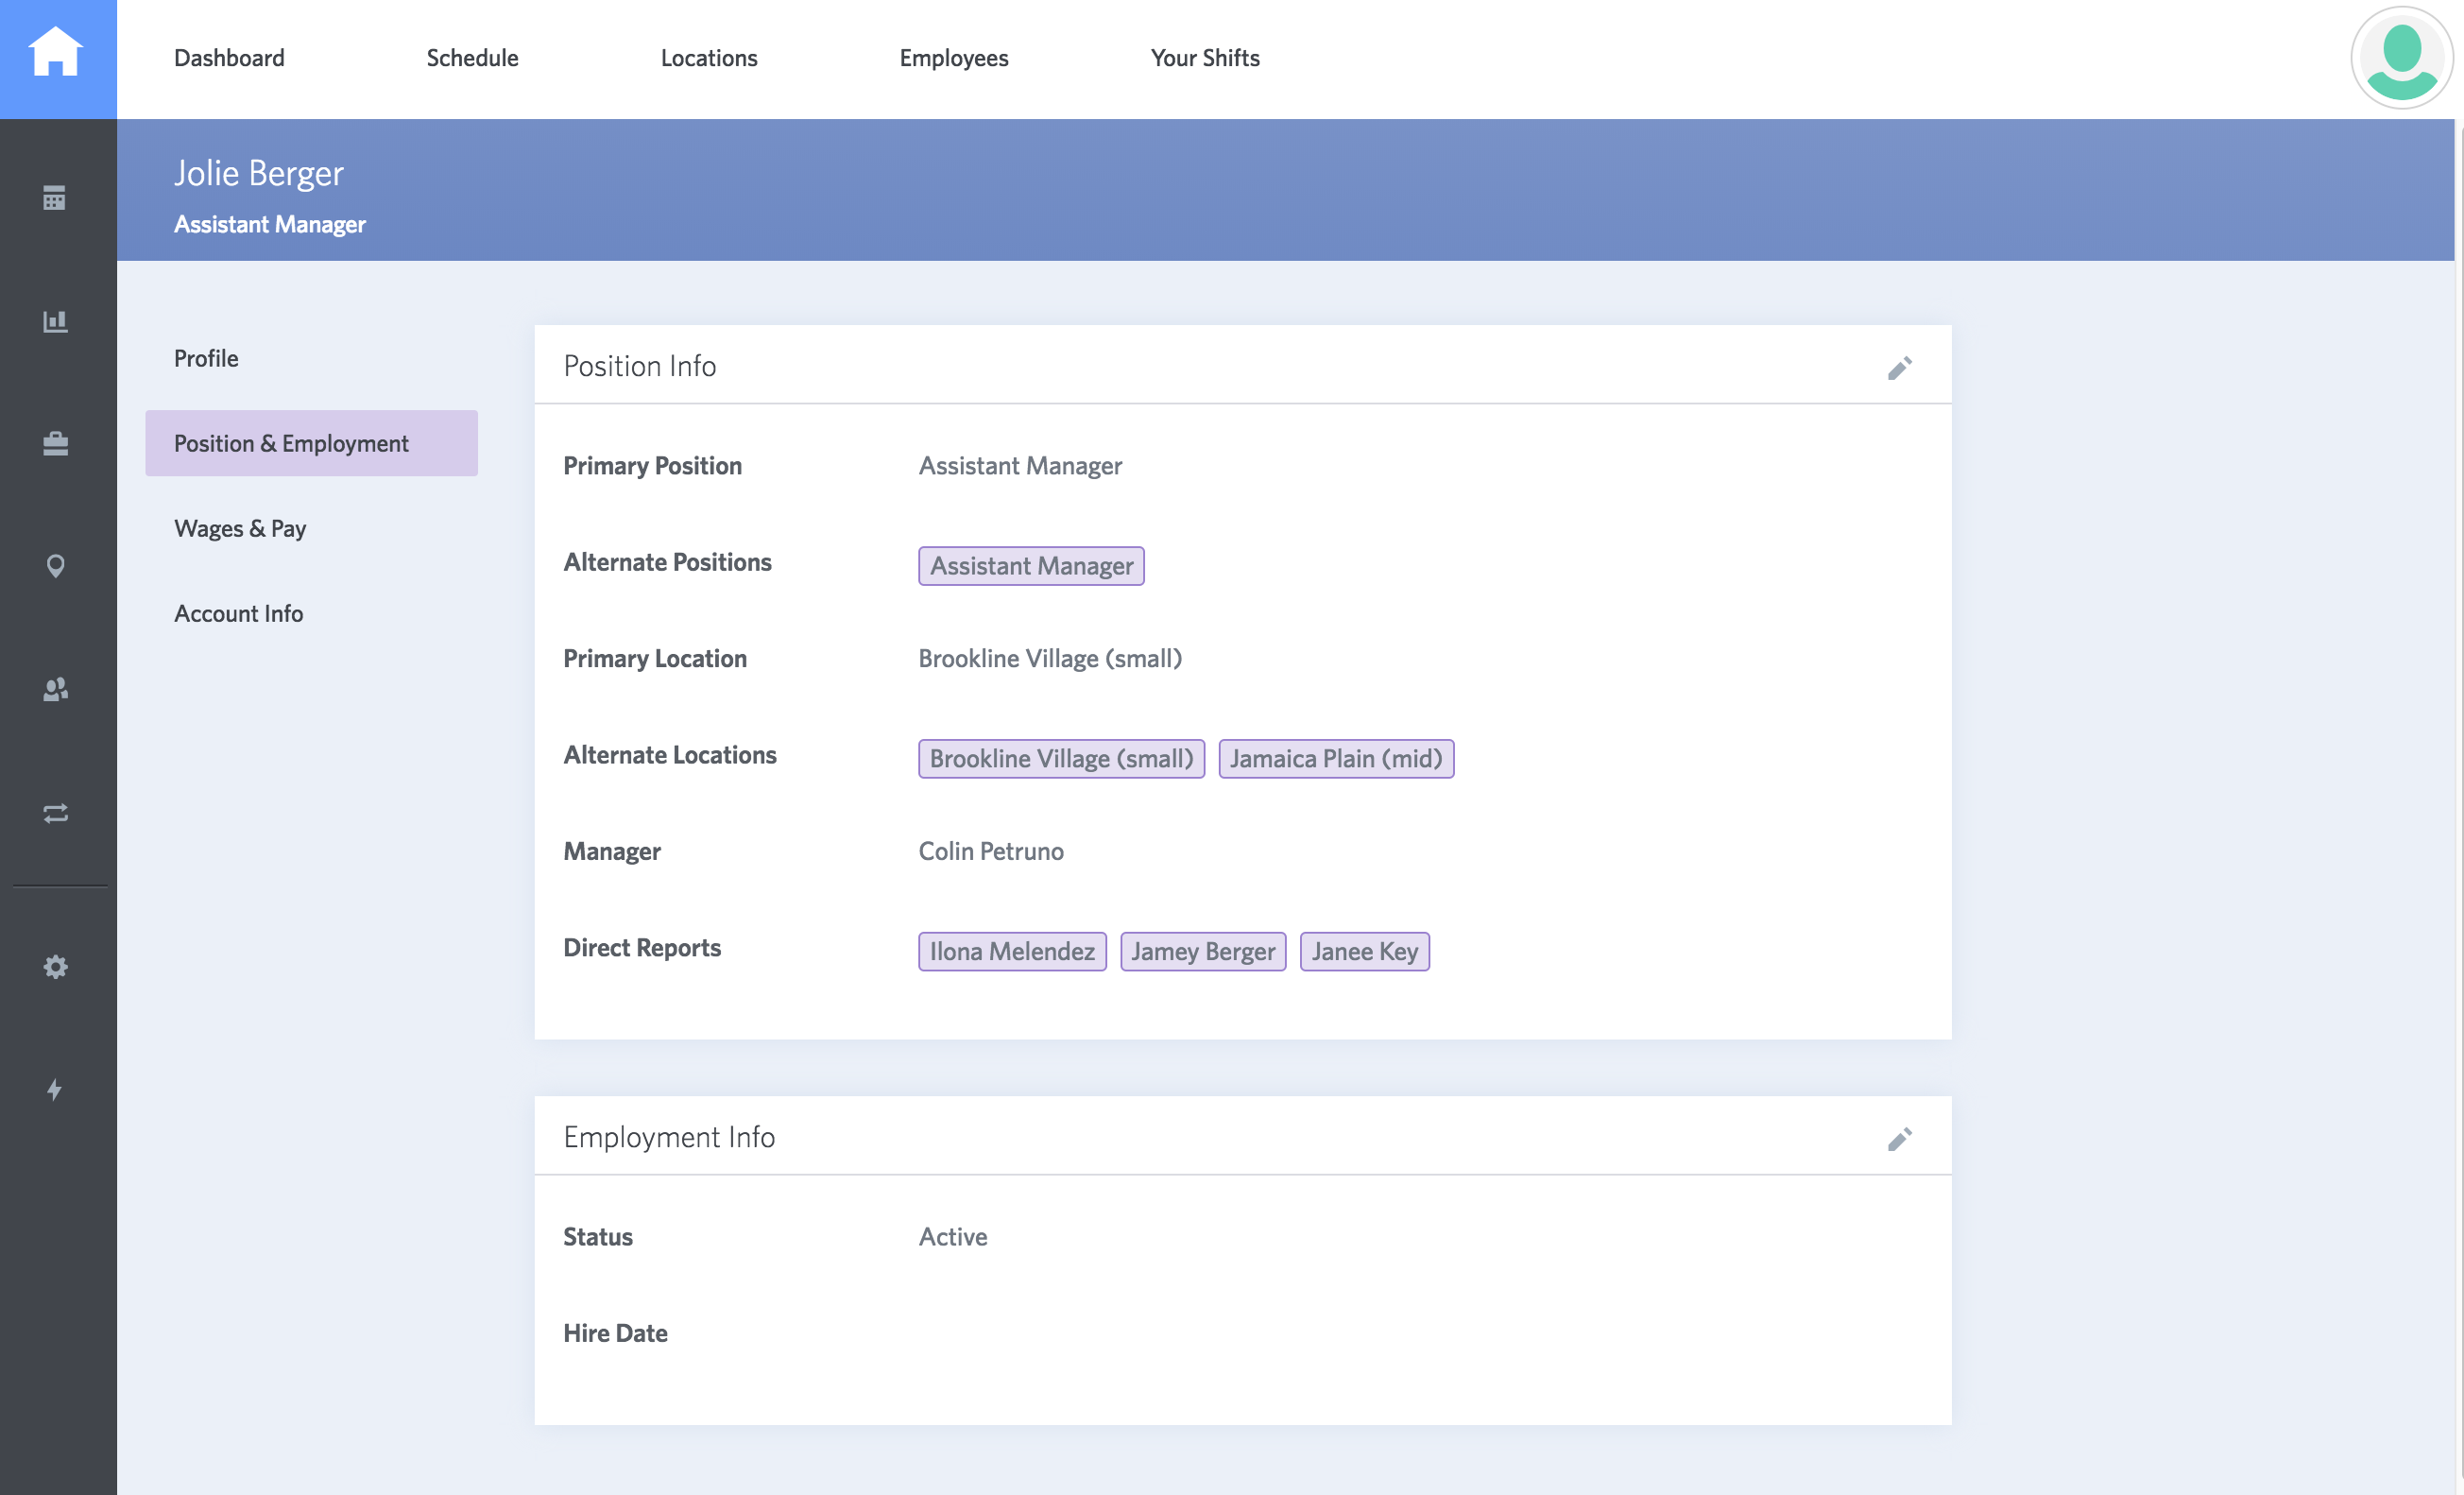 Dashboard Schedule Locations Employees Your Shifts
Jolie Berger
Assistant Manager
Profile
Position & Employment
Wages & Pay
Account Info
Position Info
Primary Position Assistant Manager
Alternate Positions Assistant Manager
Primary Location Brookline Village (small)
Alternate Locations Brookline Village (small) Jamaica Plain (mid)
Manager Colin Petruno
Direct Reports Ilona Melendez Jamey Berger Janee Key
Employment Info
Status Active
Hire Date